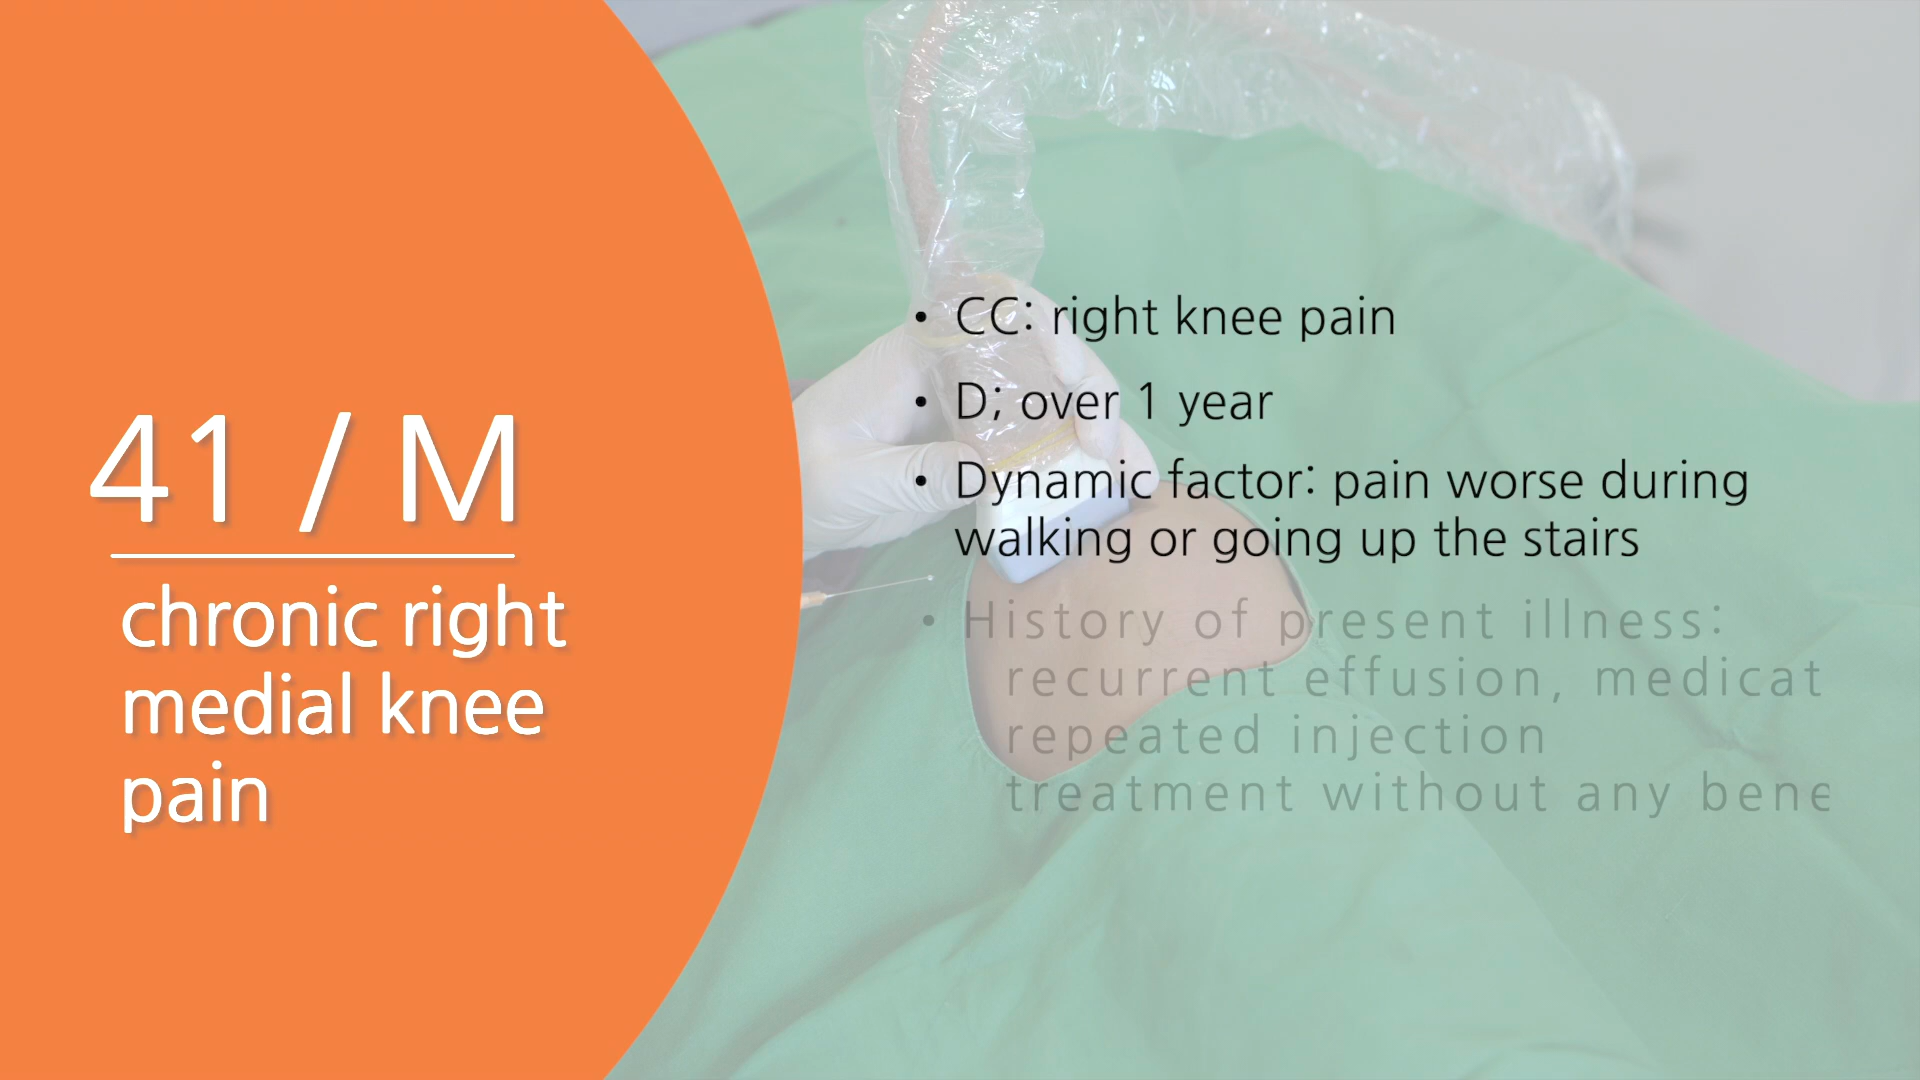 41 / M
chronic right
medial knee
pain
• CC: right knee pain
• D; over 1 year
• Dynamic factor: pain worse during
walking or going up the stairs
• History of present illness:
recurrent effusion, medicat
repeated injection
treatment without any bene